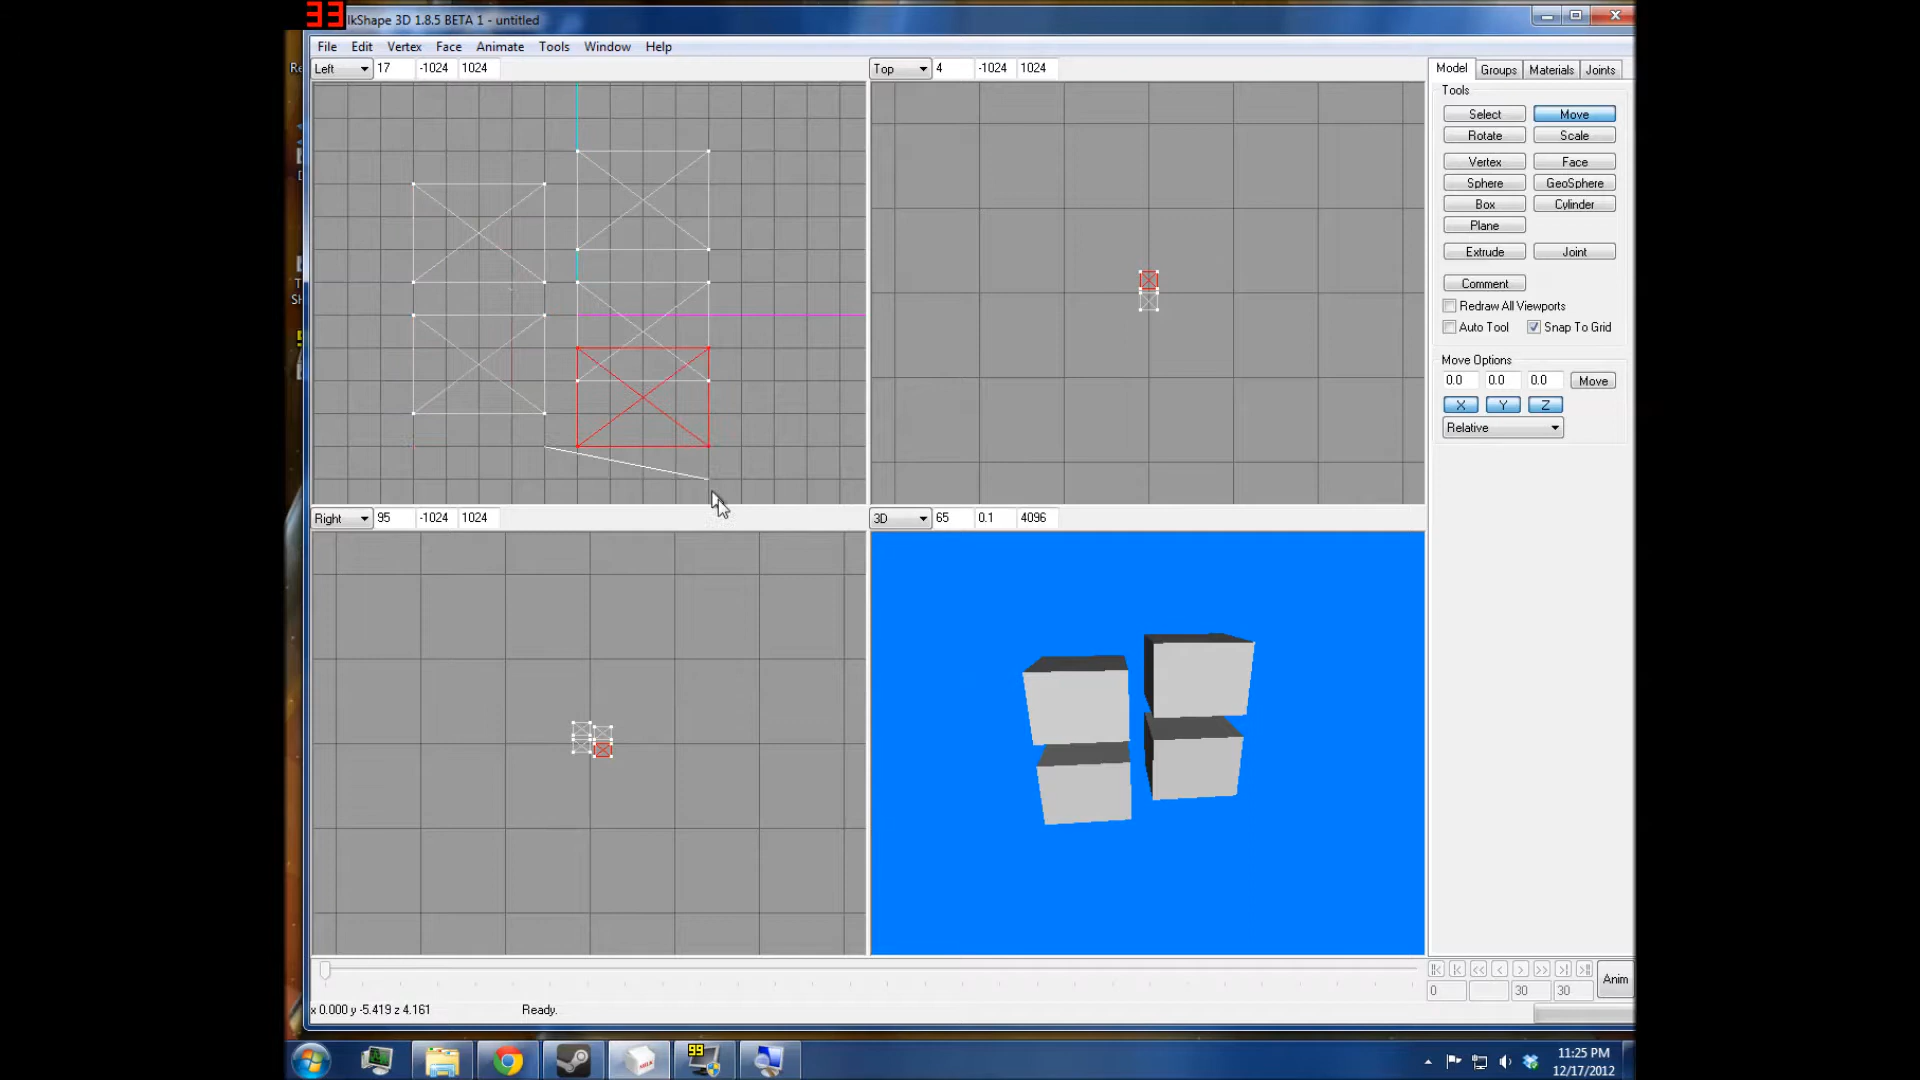 33
lkShape 3D 1.8.5 BETA 1 - untitled
File Edit Vertex Face Animate Tools Window Help
Left 17 -1024 1024
Top 4 -1024 1024
Model Groups Materials Joints
Tools
Select Move
Rotate Scale
Vertex Face
Sphere GeoSphere
Box Cylinder
Plane
Extrude Joint
Comment
Redraw All Viewports
Auto Tool Snap To Grid
Move Options
0.0 0.0 0.0 Move
X Y Z
Relative
Right 95 -1024 1024
3D 65 0.1 4096
Anim
0 30 30
x 0.000 y -5.419 z 4.161 Ready.
99
MILK
11:25 PM
12/17/2012